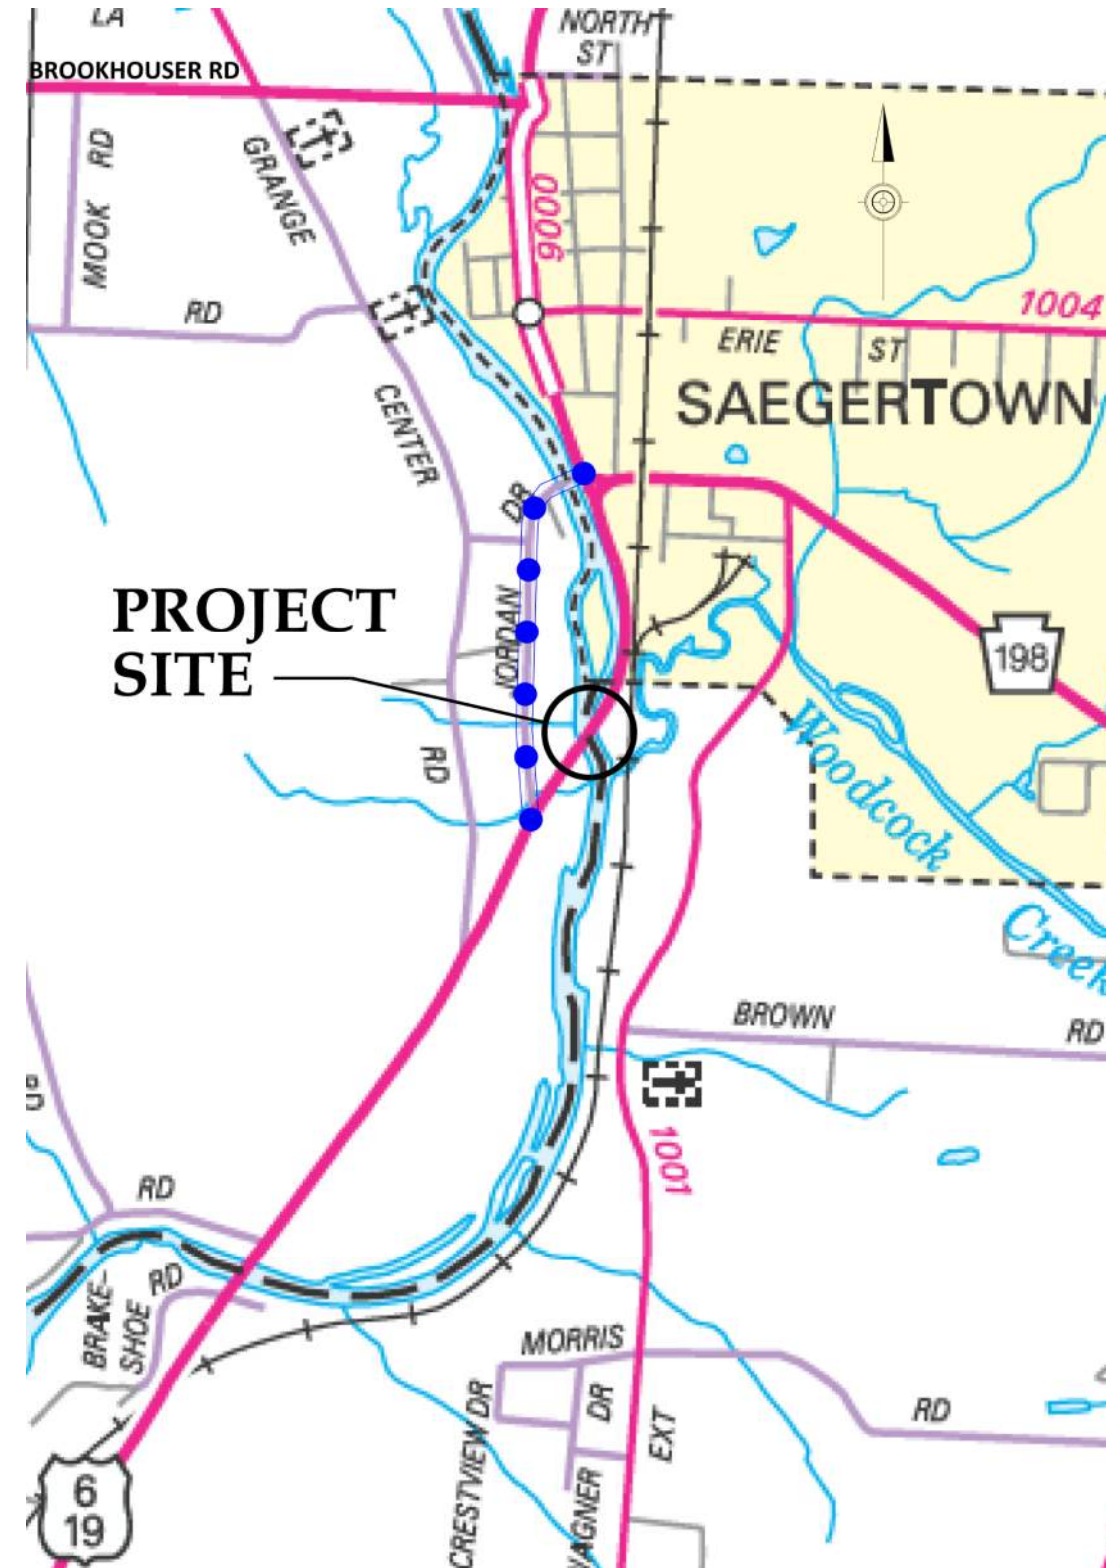 LA
NORTH
ST
BROOKHOUSER RD
MOOK RD
GRANGE
9000
RD
1004
ERIE ST
CENTER
SAEGERTOWN
DR
PROJECT
SITE
JORDAN
198
RD
Woodcock
Creek
BROWN
RD
RD
1001
RD
RD
BRAKE-
SHOE
MORRIS
CRESTVIEW DR
DR
EXT
RD
6
19